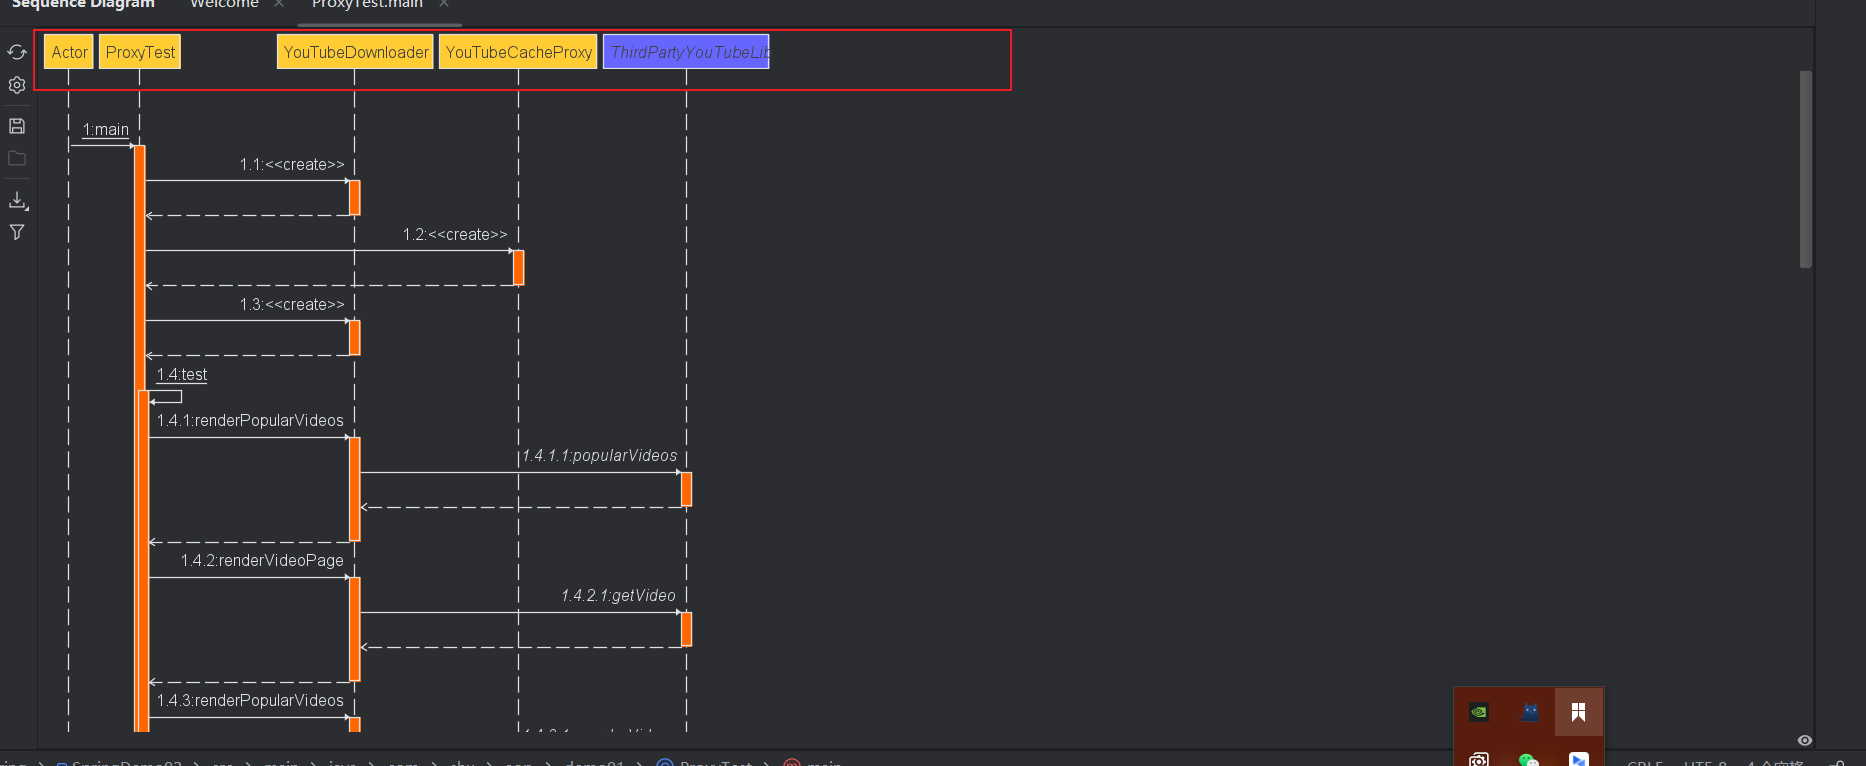 Sequence Diagram Welcome × ProxyTest.main ×
Actor ProxyTest YouTubeDownloader YouTubeCacheProxy ThirdPartyYouTubeLib
1:main
1.1:<<create>>
1.2:<<create>>
1.3:<<create>>
1.4:test
1.4.1:renderPopularVideos
1.4.1.1:popularVideos
1.4.2:renderVideoPage
1.4.2.1:getVideo
1.4.3:renderPopularVideos
SpringDemo03 > src > main > java > com > > aop > demo01 > ProxyTest > main CRLF UTF-8 4 个空格